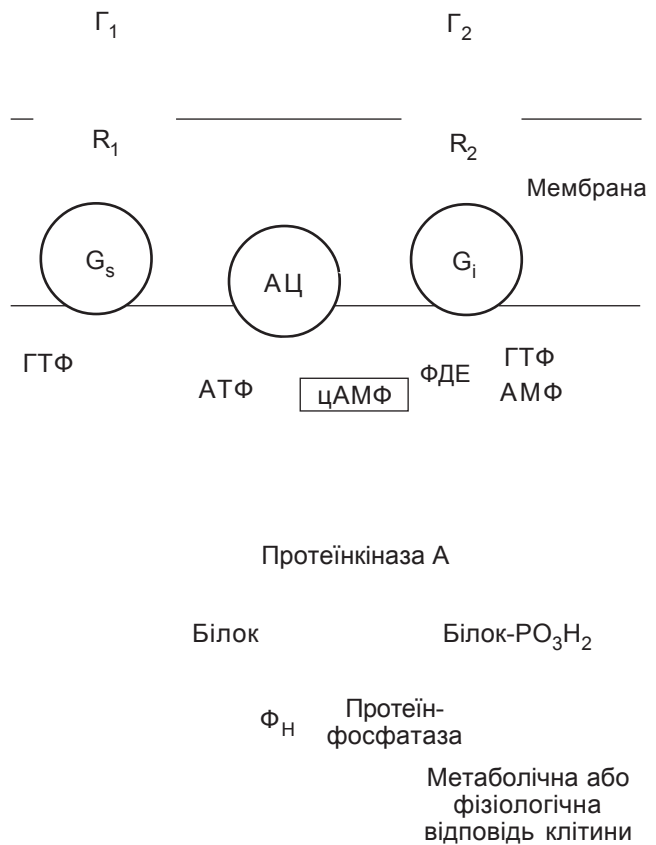 Г1 Г2
R1 R2
Мембрана
Gs АЦ Gi
ГТФ АТФ цАМФ ФДЕ ГТФ
АМФ
Протеїнкіназа А
Білок Білок-PO3H2
ФН Протеїн-
фосфатаза
Метаболічна або
фізіологічна
відповідь клітини